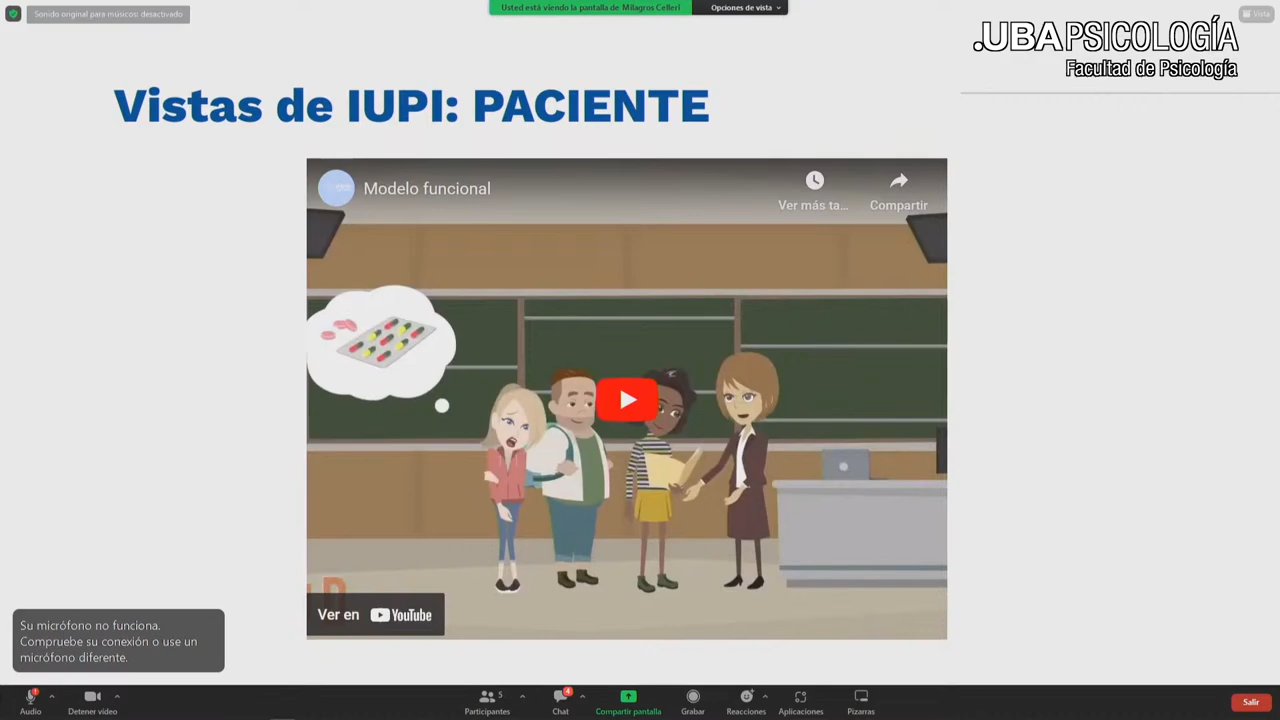 Sonido original para músicos: desactivado
Usted está viendo la pantalla de Milagros Celleri
Opciones de vista
Vista
.UBAPSICOLOGÍA
Facultad de Psicología
Vistas de IUPI: PACIENTE
Modelo funcional
Ver más ta...
Compartir
Ver en YouTube
Su micrófono no funciona.
Compruebe su conexión o use un
micrófono diferente.
Audio
Detener video
5
Participantes
4
Chat
Compartir pantalla
Grabar
Reacciones
Aplicaciones
Pizarras
Salir